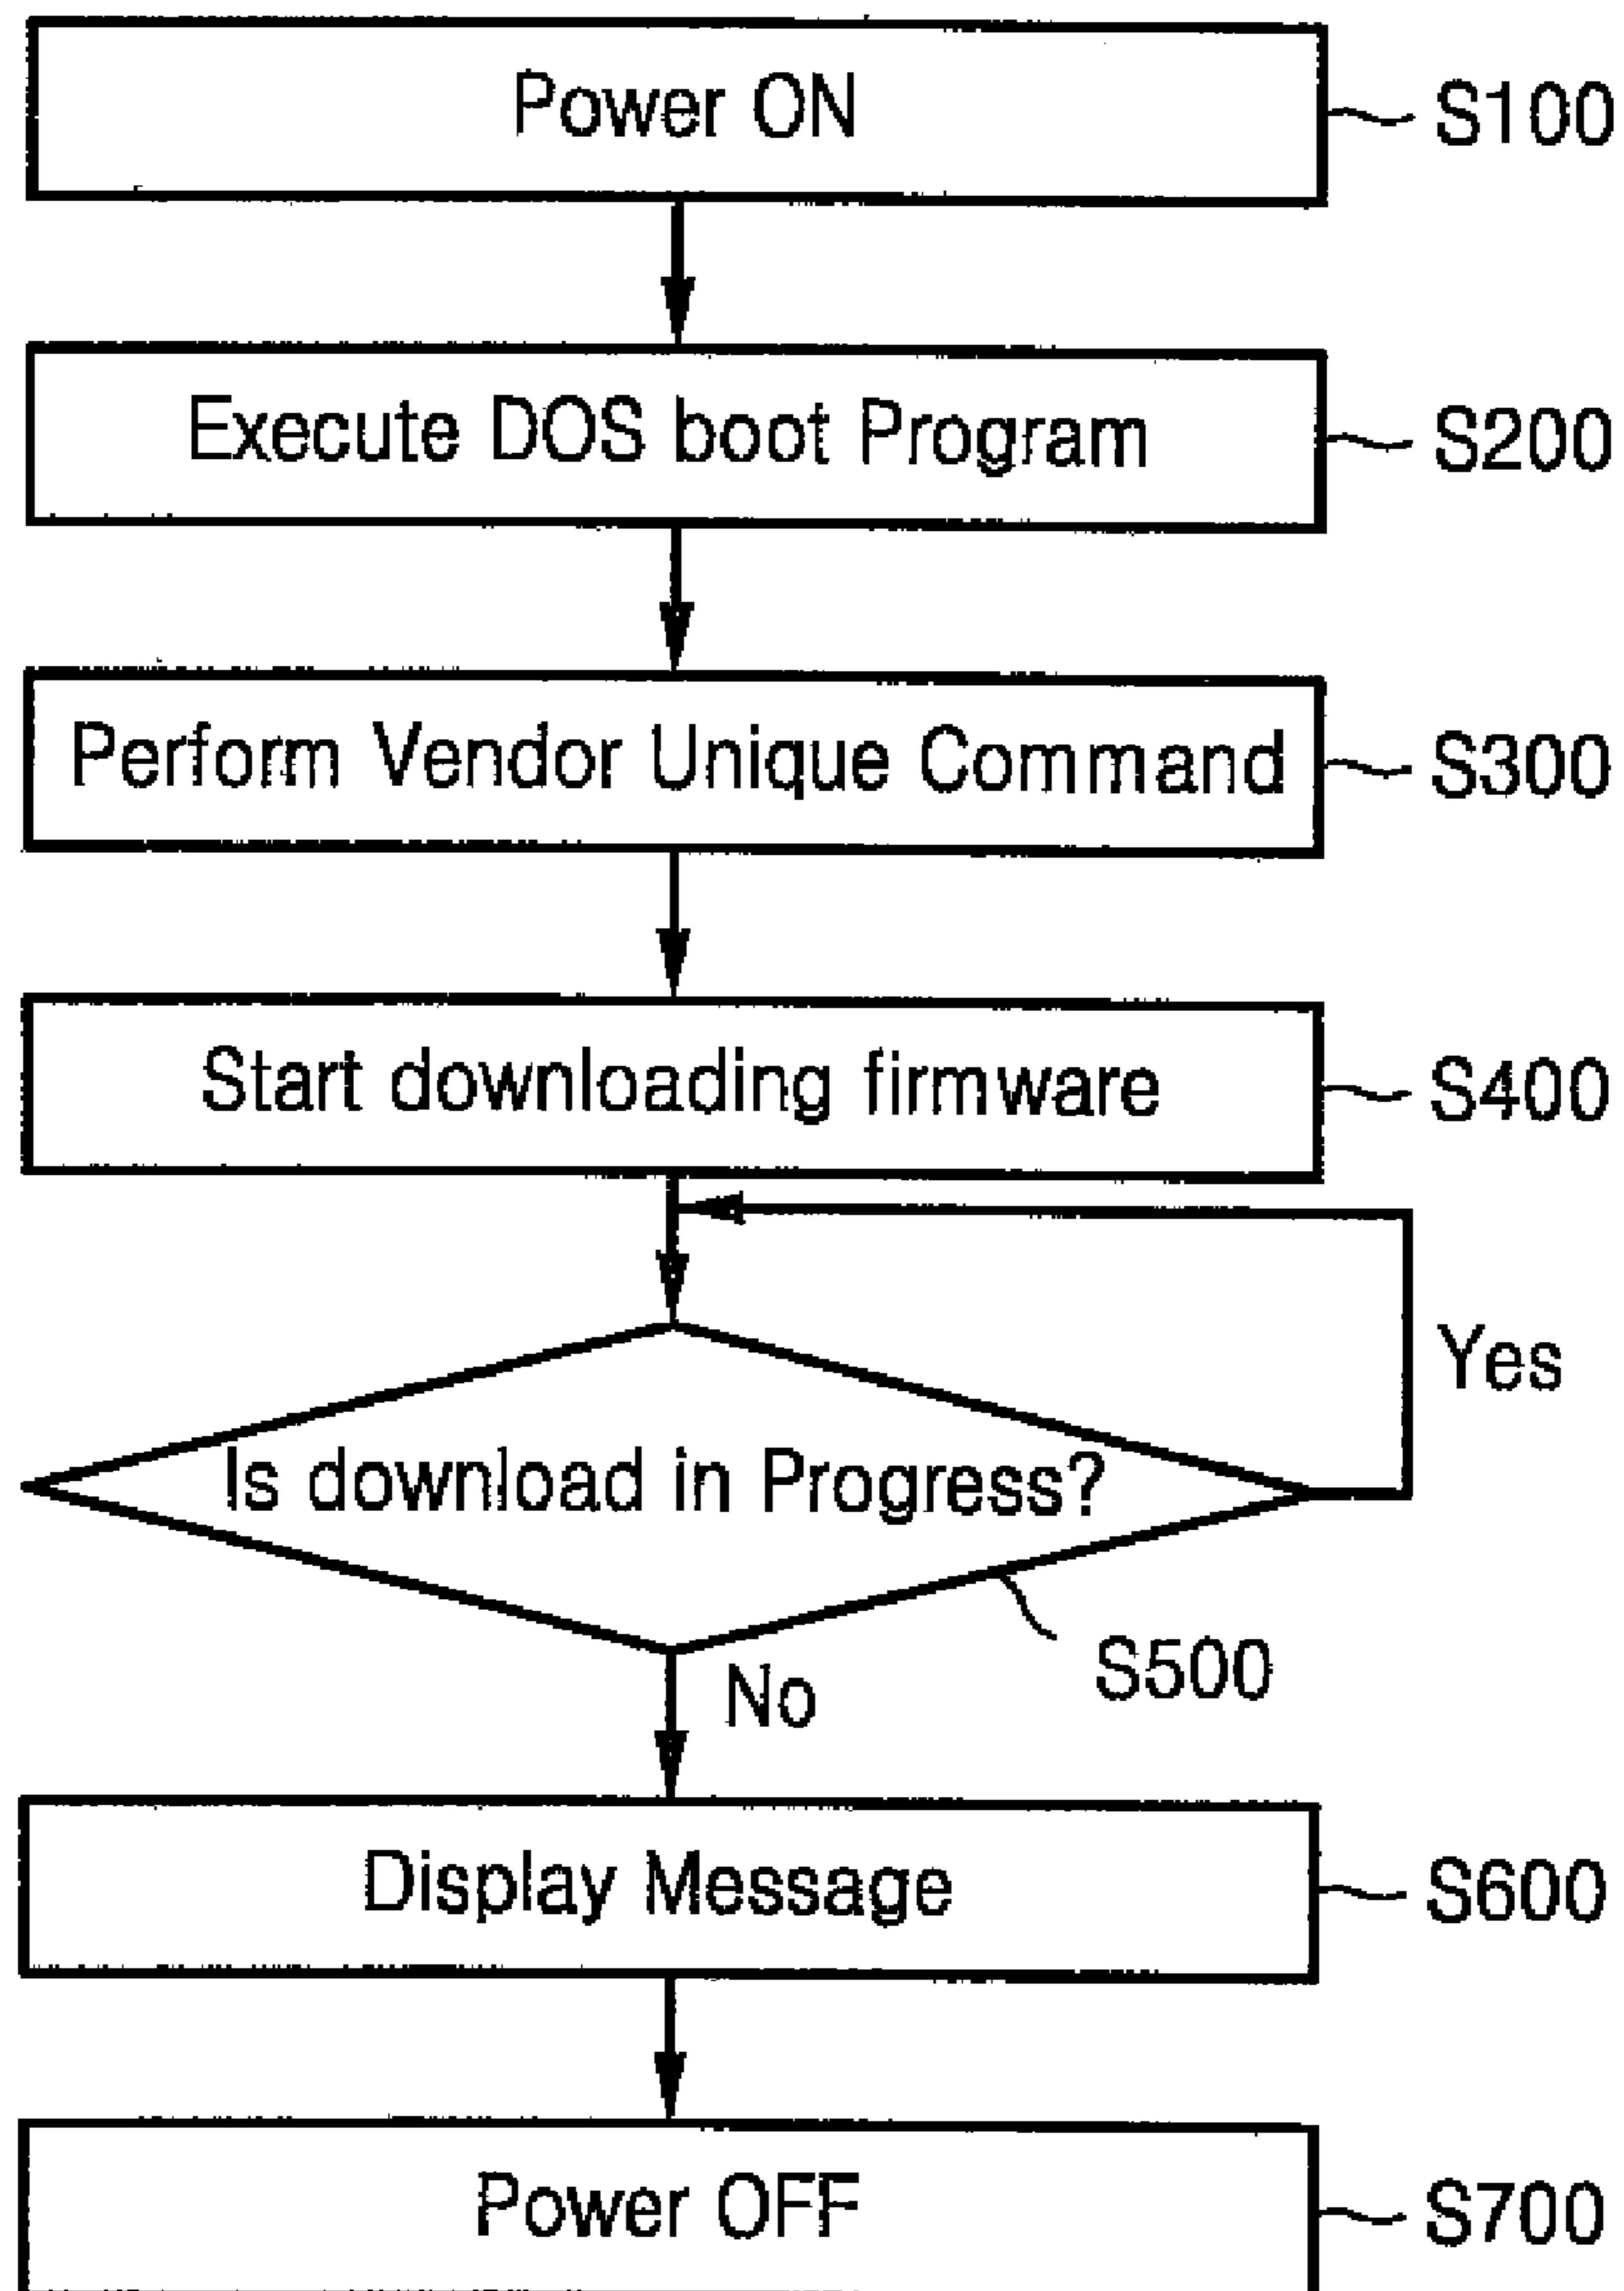 Power ON
S100
Execute DOS boot Program
S200
Perform Vendor Unique Command
S300
Start downloading firmware
S400
Yes
Is download in Progress?
S500
No
Display Message
S600
Power OFF
S700